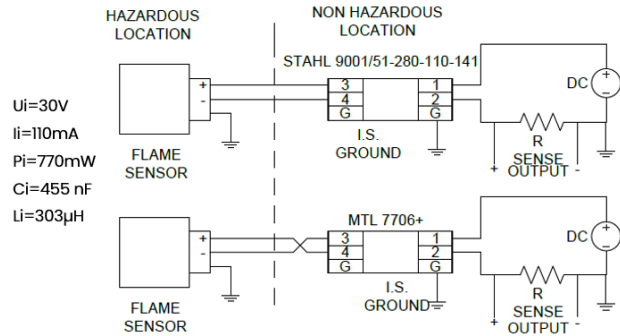 HAZARDOUS
LOCATION
NON HAZARDOUS
LOCATION
STAHL 9001/51-280-110-141
+
-
3
4
G
1
2
G
DC
+
-
R
SENSE
OUTPUT
+
-
I.S.
GROUND
FLAME
SENSOR
Ui=30V
Ii=110mA
Pi=770mW
Ci=455 nF
Li=303µH
MTL 7706+
+
-
3
4
G
1
2
G
DC
+
-
R
SENSE
OUTPUT
+
-
I.S.
GROUND
FLAME
SENSOR